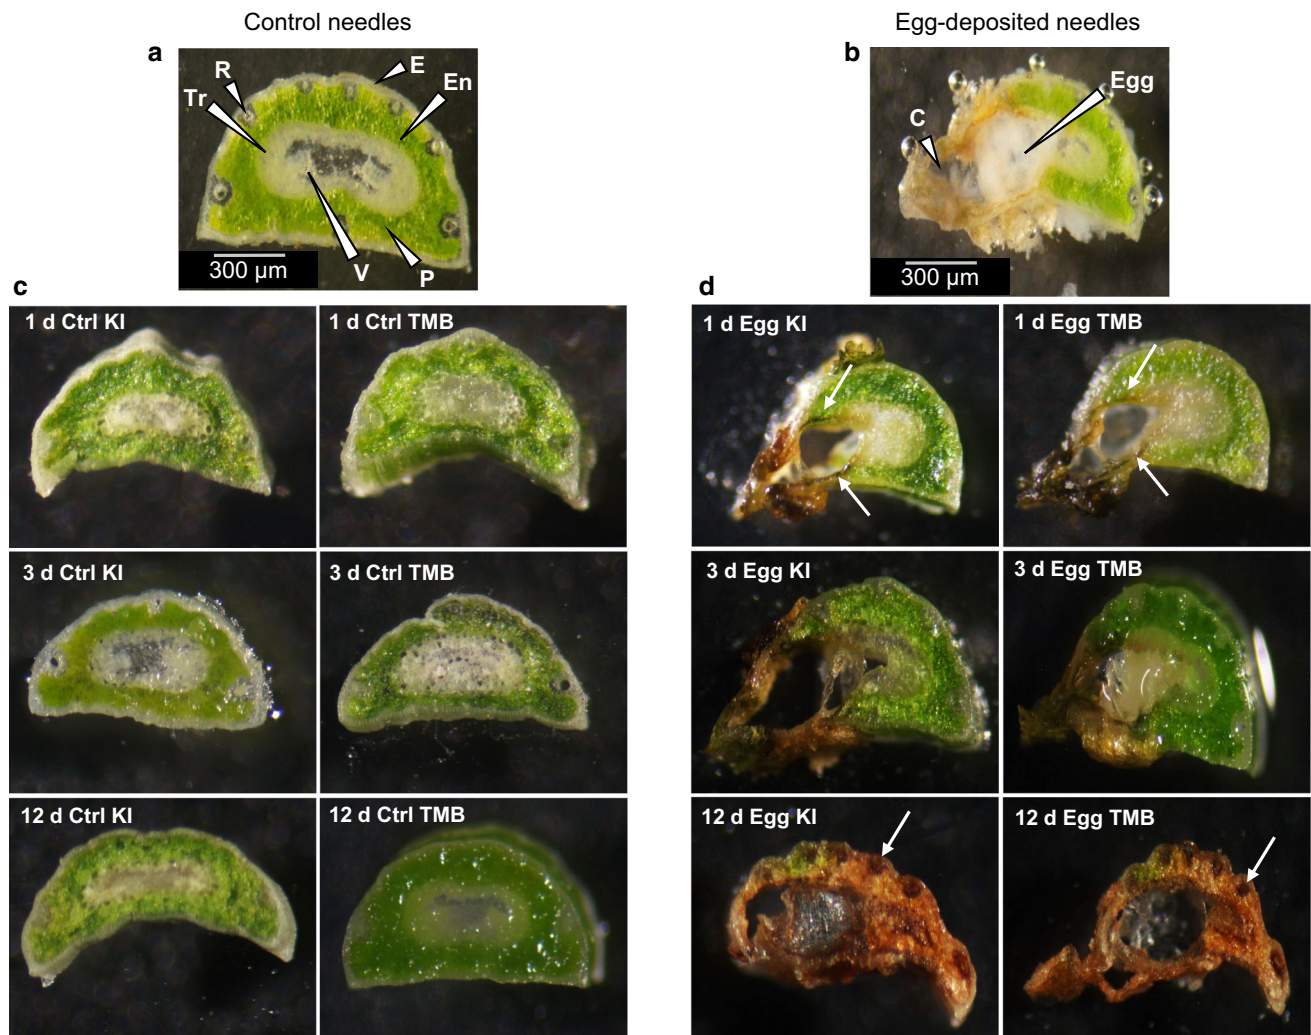 Control needles
Egg-deposited needles
a
R
E
Tr
En
V
P
300 µm
b
Egg
C
300 µm
c
1 d Ctrl KI
1 d Ctrl TMB
3 d Ctrl KI
3 d Ctrl TMB
12 d Ctrl KI
12 d Ctrl TMB
d
1 d Egg KI
1 d Egg TMB
3 d Egg KI
3 d Egg TMB
12 d Egg KI
12 d Egg TMB